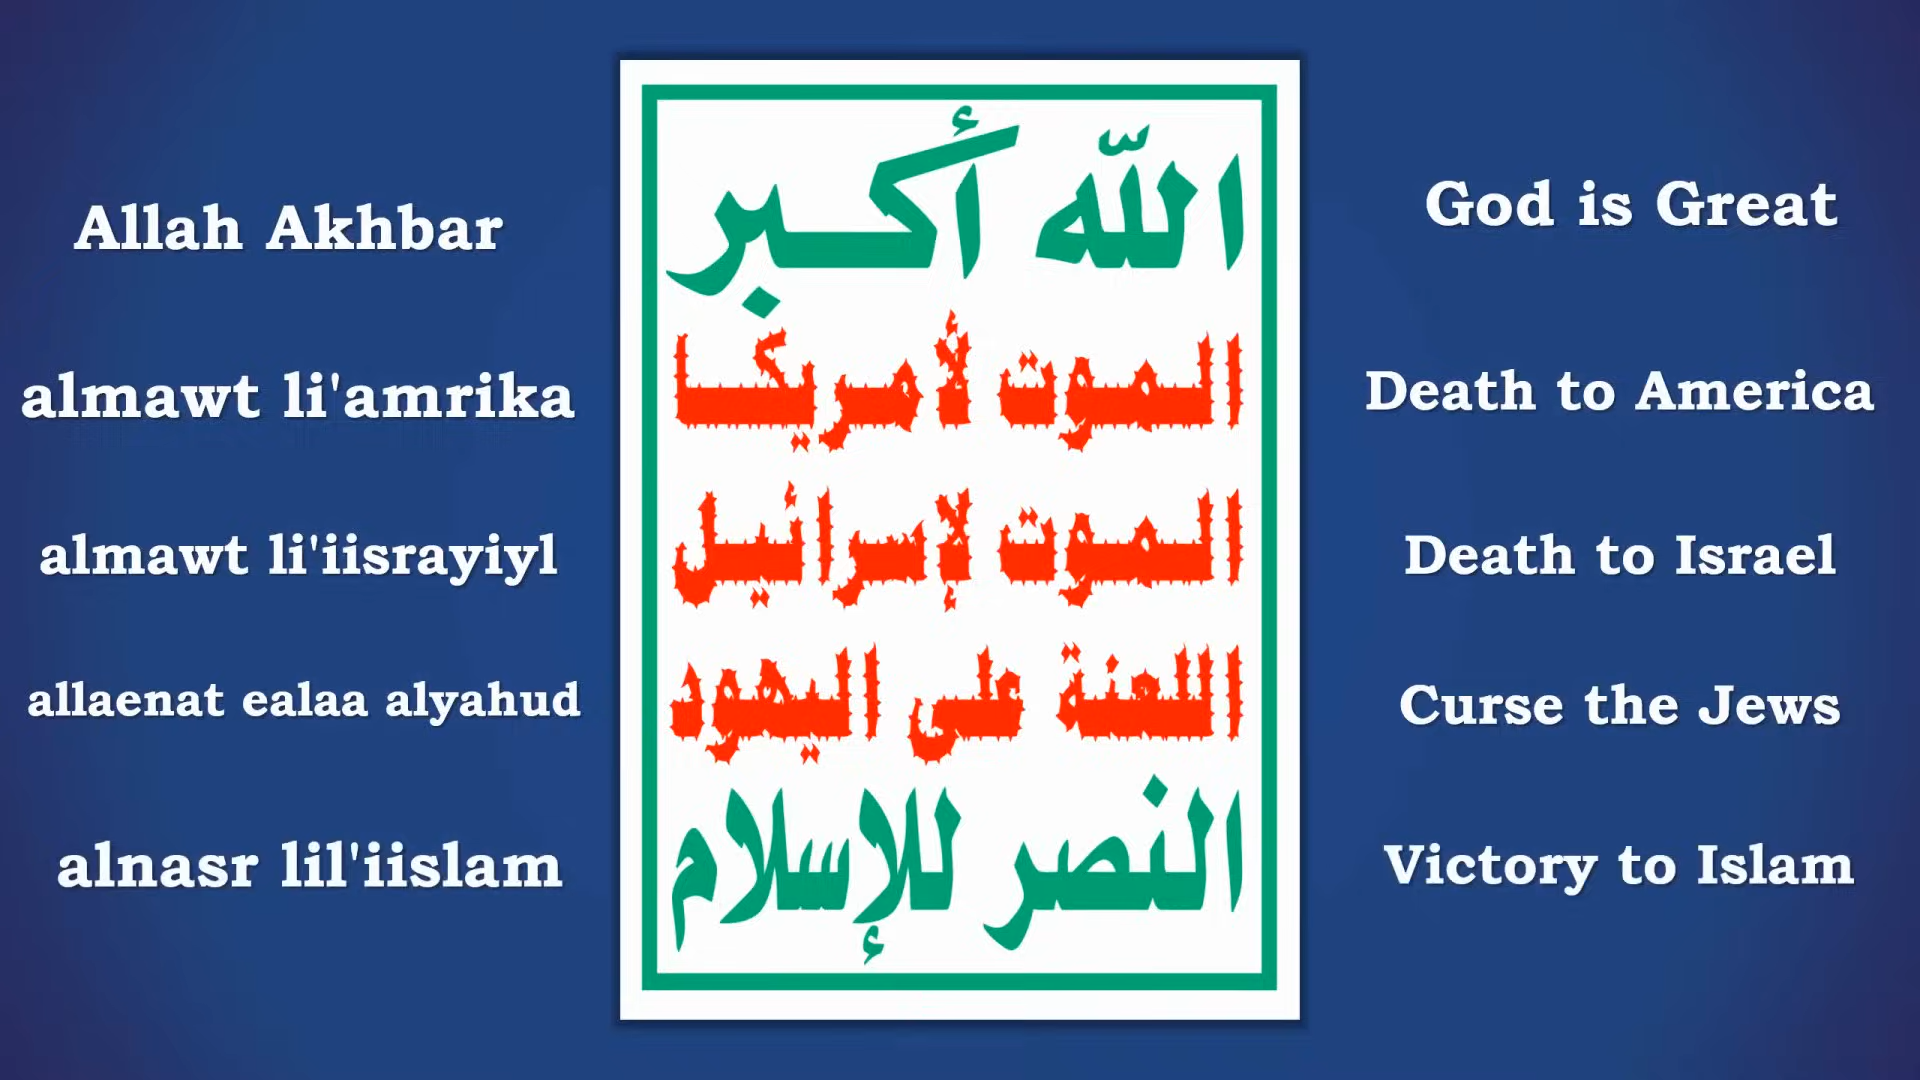 Allah Akhbar
almawt li'amrika
almawt li'iisrayiyl
allaenat ealaa alyahud
alnasr lil'iislam
الله أكبر
الموت لأمريكا
الموت لإسرائيل
اللعنة على اليهود
النصر للإسلام
God is Great
Death to America
Death to Israel
Curse the Jews
Victory to Islam